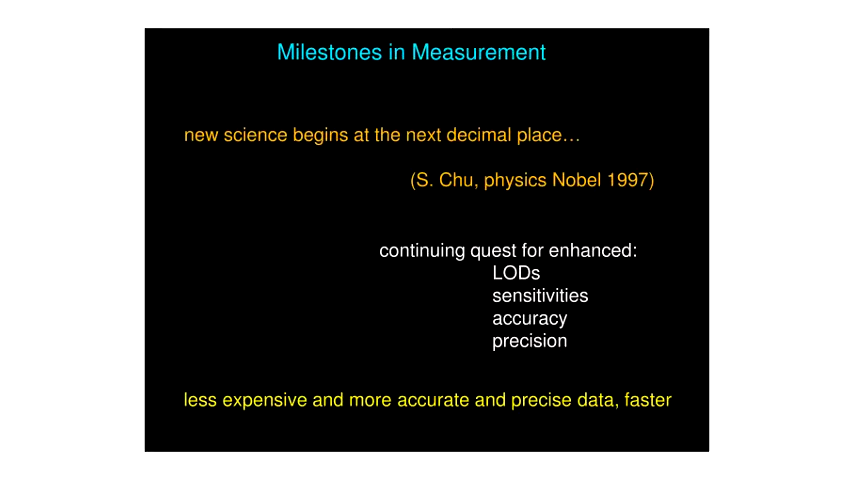 Milestones in Measurement
new science begins at the next decimal place…
(S. Chu, physics Nobel 1997)
continuing quest for enhanced:
LODs
sensitivities
accuracy
precision
less expensive and more accurate and precise data, faster